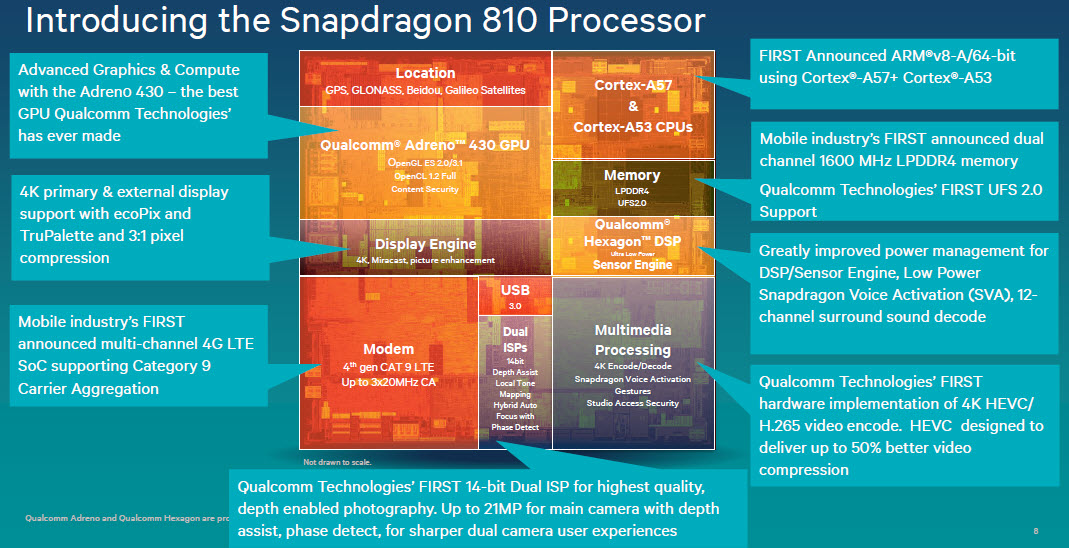 Introducing the Snapdragon 810 Processor
Advanced Graphics & Compute
with the Adreno 430 – the best
GPU Qualcomm Technologies’
has ever made
4K primary & external display
support with ecoPix and
TruPalette and 3:1 pixel
compression
Mobile industry’s FIRST
announced multi-channel 4G LTE
SoC supporting Category 9
Carrier Aggregation
Location
GPS, GLONASS, Beidou, Galileo Satellites
Qualcomm® Adreno™ 430 GPU
OpenGL ES 2.0/3.1
OpenCL 1.2 Full
Content Security
Display Engine
4K, Miracast, picture enhancement
Modem
4th gen CAT 9 LTE
Up to 3x20MHz CA
USB
3.0
Dual
ISPs
14bit
Depth Assist
Local Tone
Mapping
Hybrid Auto
Focus with
Phase Detect
Cortex-A57
&
Cortex-A53 CPUs
Memory
LPDDR4
UFS2.0
Qualcomm®
Hexagon™ DSP
Ultra Low Power
Sensor Engine
Multimedia
Processing
4K Encode/Decode
Snapdragon Voice Activation
Gestures
Studio Access Security
FIRST Announced ARM®v8-A/64-bit
using Cortex®-A57+ Cortex®-A53
Mobile industry’s FIRST announced dual
channel 1600 MHz LPDDR4 memory
Qualcomm Technologies’ FIRST UFS 2.0
Support
Greatly improved power management for
DSP/Sensor Engine, Low Power
Snapdragon Voice Activation (SVA), 12-
channel surround sound decode
Qualcomm Technologies’ FIRST
hardware implementation of 4K HEVC/
H.265 video encode. HEVC designed to
deliver up to 50% better video
compression
Not drawn to scale.
Qualcomm Technologies’ FIRST 14-bit Dual ISP for highest quality,
depth enabled photography. Up to 21MP for main camera with depth
assist, phase detect, for sharper dual camera user experiences
Qualcomm Adreno and Qualcomm Hexagon are
8